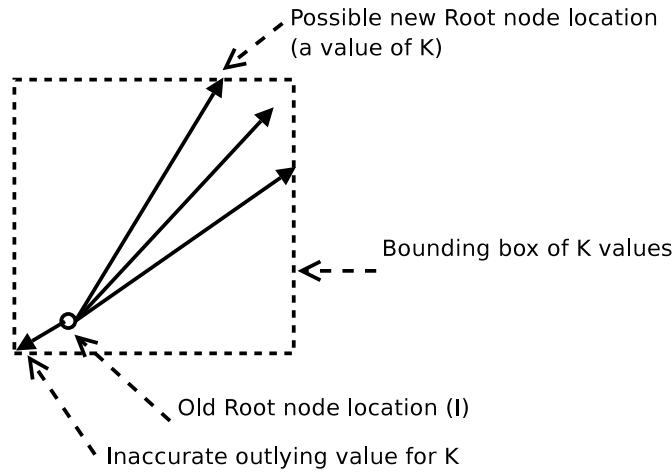 Possible new Root node location
(a value of K)
Bounding box of K values
Old Root node location (I)
Inaccurate outlying value for K